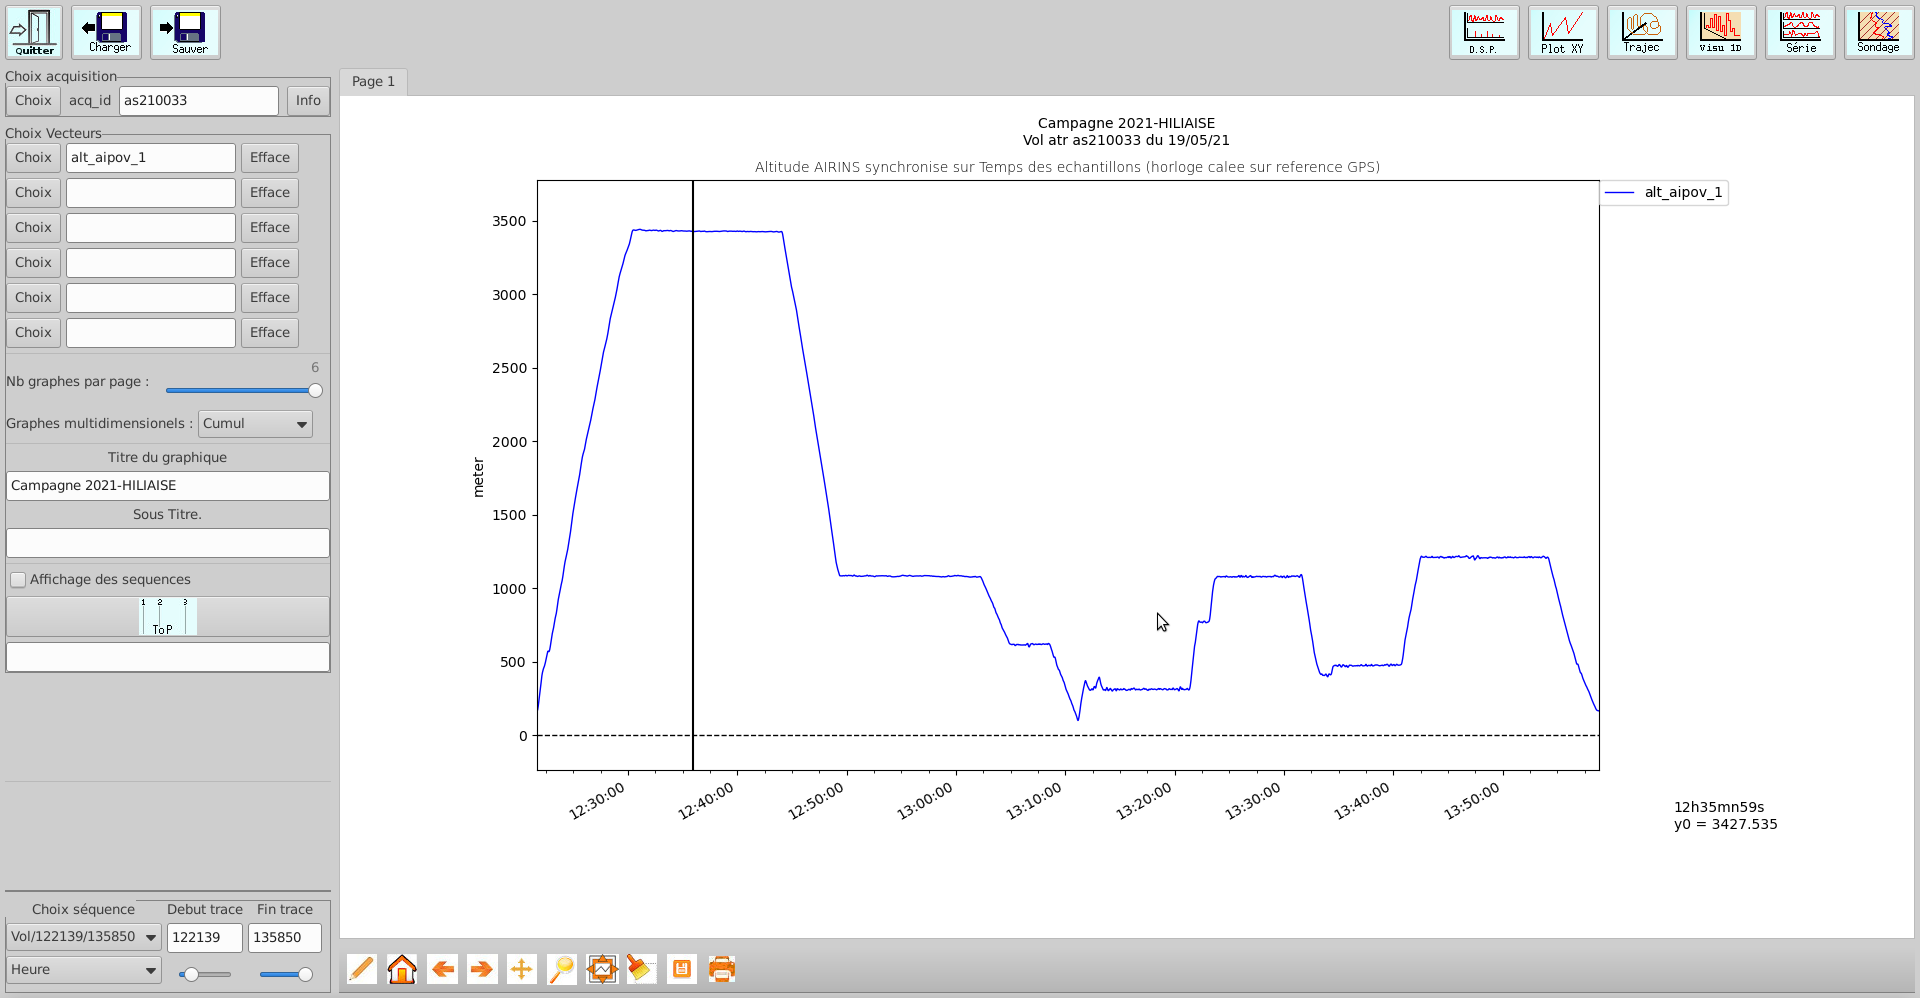 Quitter
Charger
Sauver
D.S.P.
Plot XY
Trajec
Visu 1D
Série
Sondage
Choix acquisition
Choix acq_id as210033 Info
Choix Vecteurs
Choix alt_aipov_1 Efface
Choix Efface
Choix Efface
Choix Efface
Choix Efface
Choix Efface
6
Nb graphes par page :
Graphes multidimensionels : Cumul
Titre du graphique
Campagne 2021-HILIAISE
Sous Titre.
Affichage des sequences
1 2 3
ToP
Choix séquence Debut trace Fin trace
Vol/122139/135850 122139 135850
Heure
Page 1
Campagne 2021-HILIAISE
Vol atr as210033 du 19/05/21
Altitude AIRINS synchronise sur Temps des echantillons (horloge calee sur reference GPS)
alt_aipov_1
meter
3500
3000
2500
2000
1500
1000
500
0
12:30:00 12:40:00 12:50:00 13:00:00 13:10:00 13:20:00 13:30:00 13:40:00 13:50:00
12h35mn59s
y0 = 3427.535